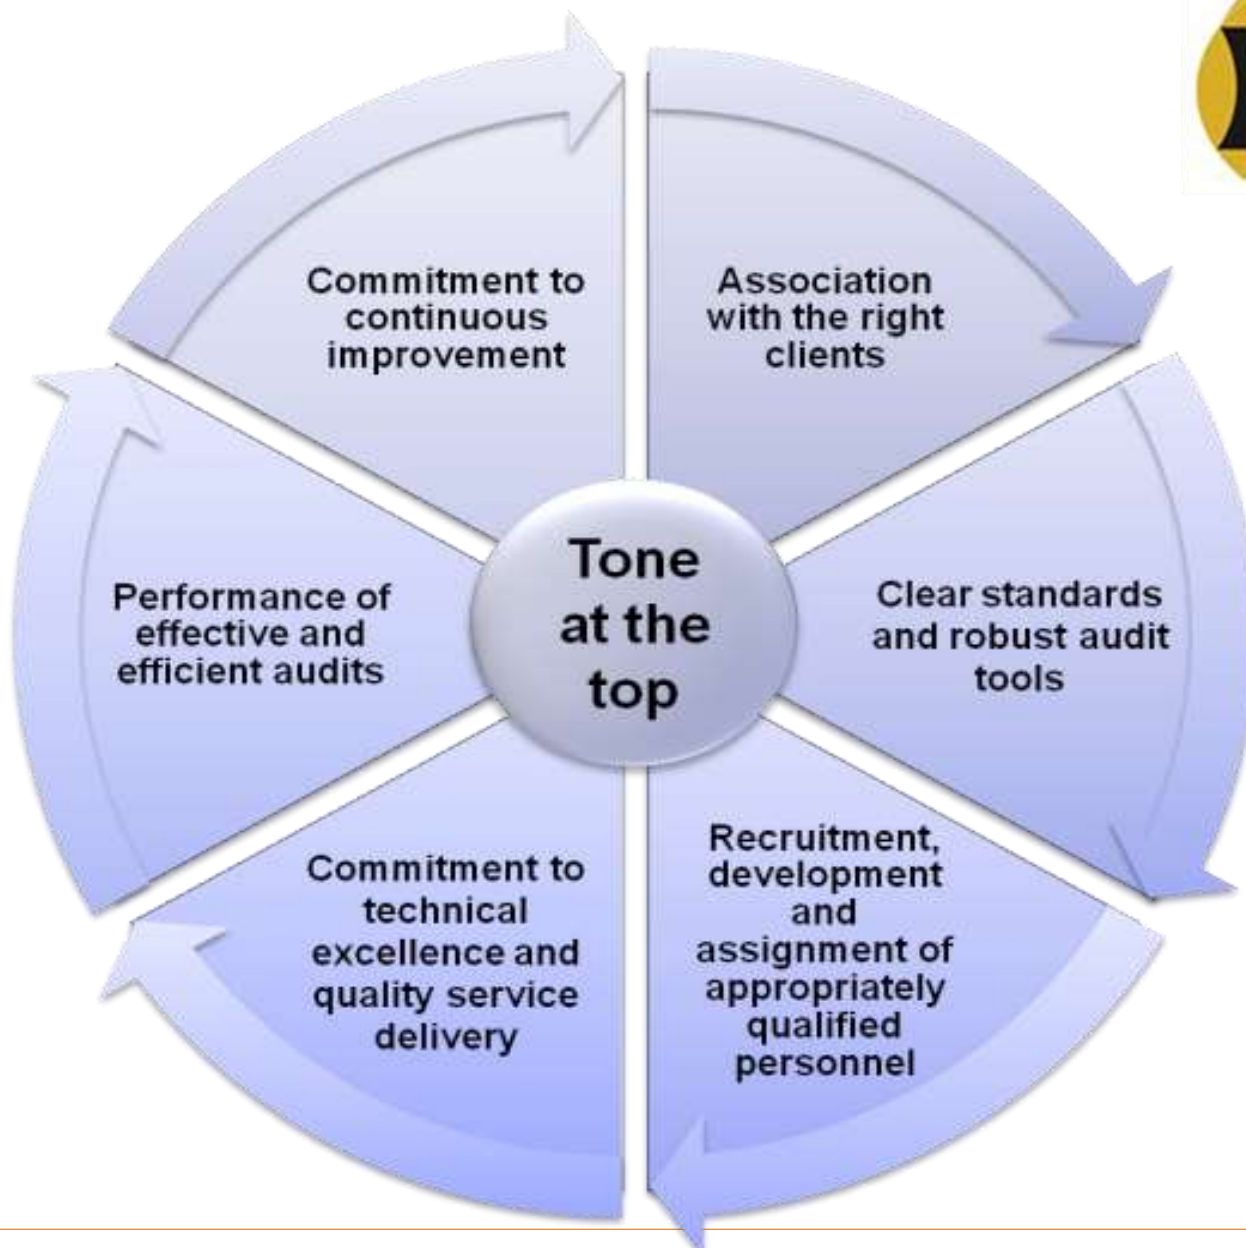 Commitment to
continuous
improvement
Association
with the right
clients
Tone
at the
top
Performance of
effective and
efficient audits
Clear standards
and robust audit
tools
Commitment to
technical
excellence and
quality service
delivery
Recruitment,
development
and
assignment of
appropriately
qualified
personnel